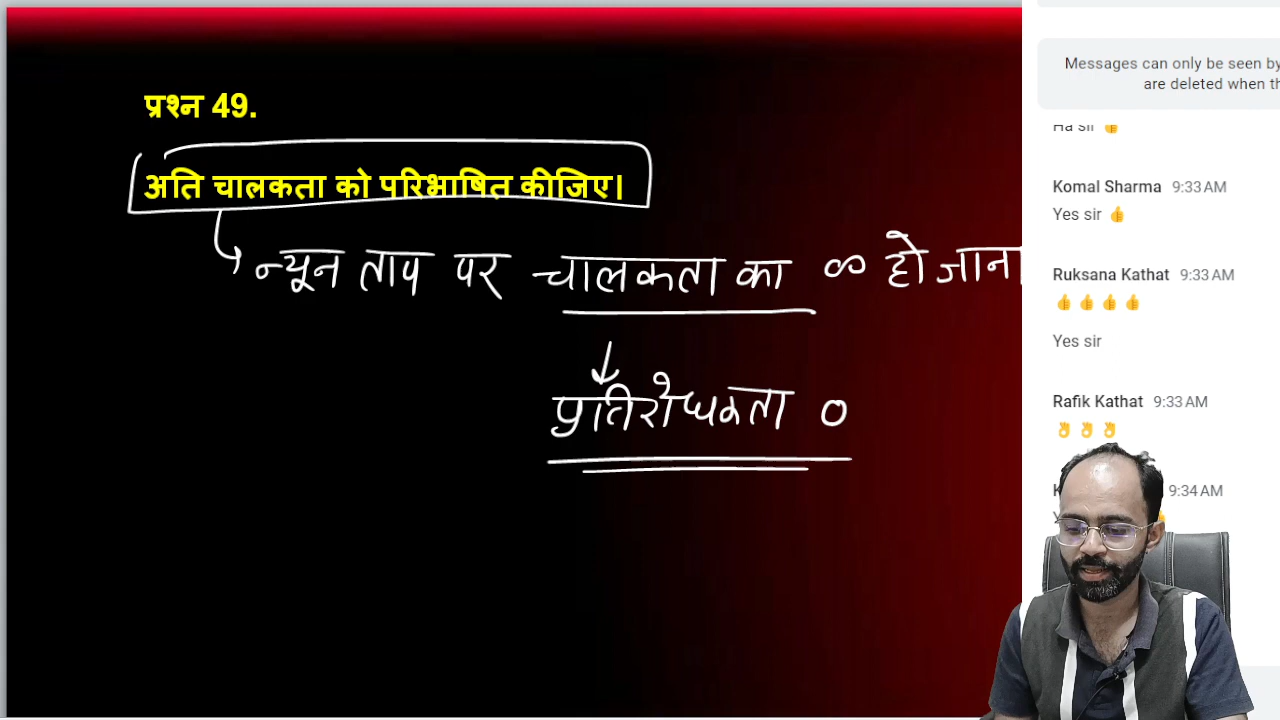 प्रश्न 49.
अति चालकता को परिभाषित कीजिए।
न्यून ताप पर चालकता का ∞ हो जाना
प्रतिरोधकता 0
Messages can only be seen by
are deleted when th
Ha sir 👍
Komal Sharma 9:33 AM
Yes sir 👍
Ruksana Kathat 9:33 AM
👍👍👍👍
Yes sir
Rafik Kathat 9:33 AM
👌👌👌
9:34 AM